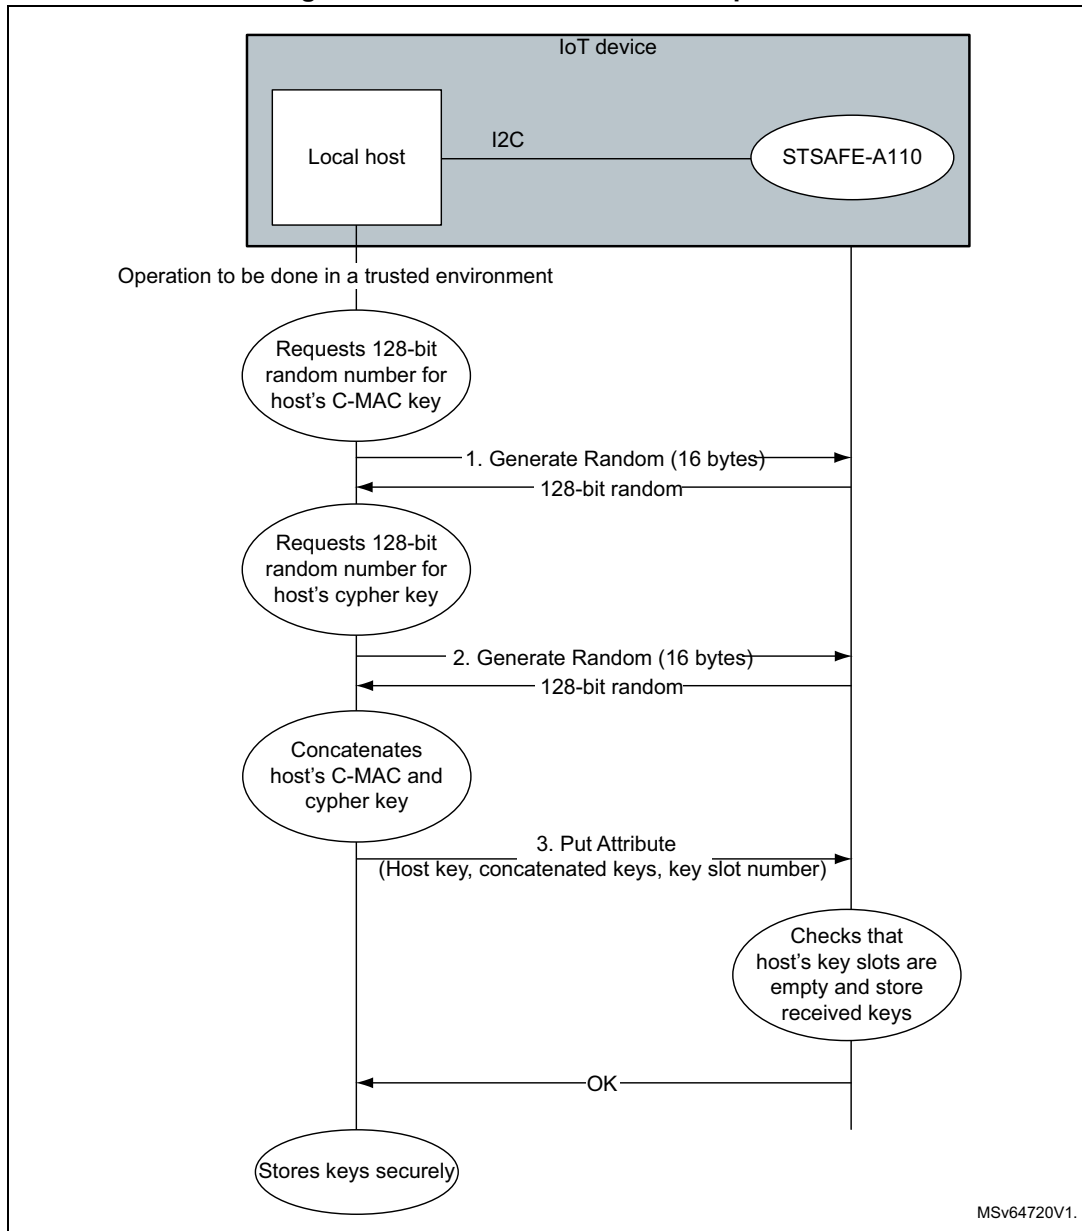 IoT device
Local host
I2C
STSAFE-A110
Operation to be done in a trusted environment
Requests 128-bit
random number for
host's C-MAC key
1. Generate Random (16 bytes)
128-bit random
Requests 128-bit
random number for
host's cypher key
2. Generate Random (16 bytes)
128-bit random
Concatenates
host's C-MAC and
cypher key
3. Put Attribute
(Host key, concatenated keys, key slot number)
Checks that
host's key slots are
empty and store
received keys
OK
Stores keys securely
MSv64720V1.